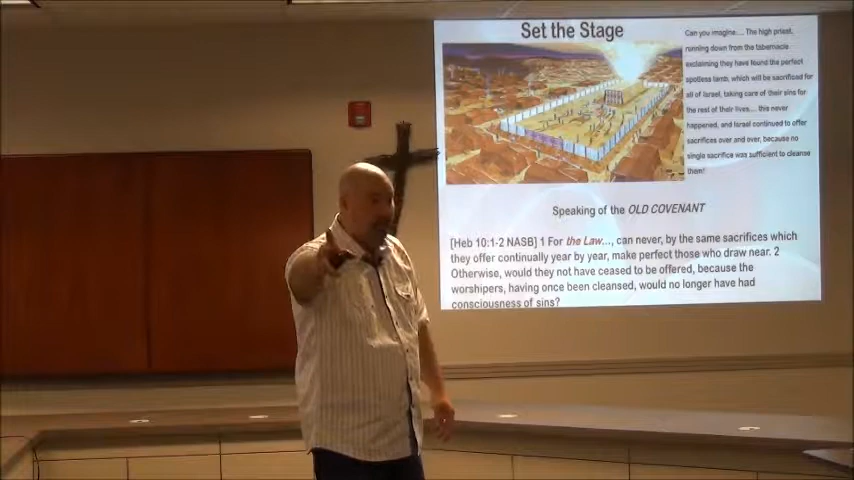 Set the Stage
Can you imagine.... The high priest,
running down from the tabernacle
exclaiming they have found the perfect
spotless lamb, which will be sacrificed for
all of Israel, taking care of their sins for
the rest of their lives... this never
happened, and Israel continued to offer
sacrifices over and over, because no
single sacrifice was sufficient to cleanse
them!
Speaking of the OLD COVENANT
[Heb 10:1-2 NASB] 1 For the Law..., can never, by the same sacrifices which
they offer continually year by year, make perfect those who draw near. 2
Otherwise, would they not have ceased to be offered, because the
worshipers, having once been cleansed, would no longer have had
consciousness of sins?